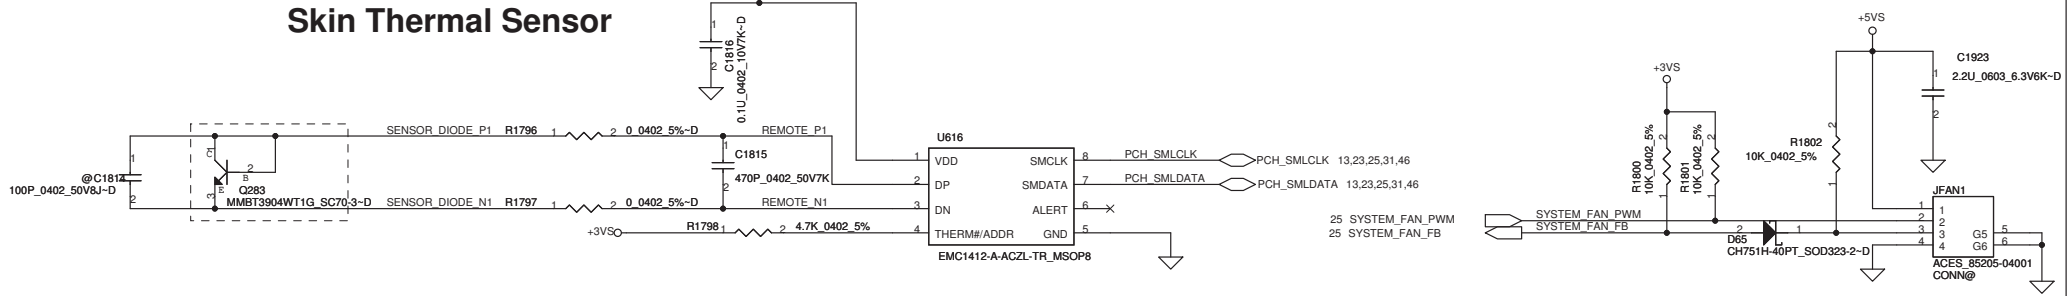 Skin Thermal Sensor
1
2
C1816
0.1U_0402_10V7K~D
+5VS
C1923
2.2U_0603_6.3V6K~D
1
2
+3VS
SENSOR_DIODE_P1 R1796 1 2 0_0402_5%~D REMOTE_P1
@C1814
100P_0402_50V8J~D
1
2
C
2
B
E
3
Q283
MMBT3904WT1G_SC70-3~D
SENSOR_DIODE_N1 R1797 1 2 0_0402_5%~D REMOTE_N1
C1815
470P_0402_50V7K
1
2
+3VS R1798 1 2 4.7K_0402_5%
U616
1 VDD SMCLK 8
2 DP SMDATA 7
3 DN ALERT 6
4 THERM#/ADDR GND 5
EMC1412-A-ACZL-TR_MSOP8
PCH_SMLCLK PCH_SMLCLK 13,23,25,31,46
PCH_SMLDATA PCH_SMLDATA 13,23,25,31,46
R1800
10K_0402_5%
1 2
R1801
10K_0402_5%
1 2
R1802
10K_0402_5%
2
1
25 SYSTEM_FAN_PWM SYSTEM_FAN_PWM
25 SYSTEM_FAN_FB SYSTEM_FAN_FB
2 1
D65
CH751H-40PT_SOD323-2~D
JFAN1
1 1
2 2
3 3 G5 5
4 4 G6 6
ACES_85205-04001
CONN@